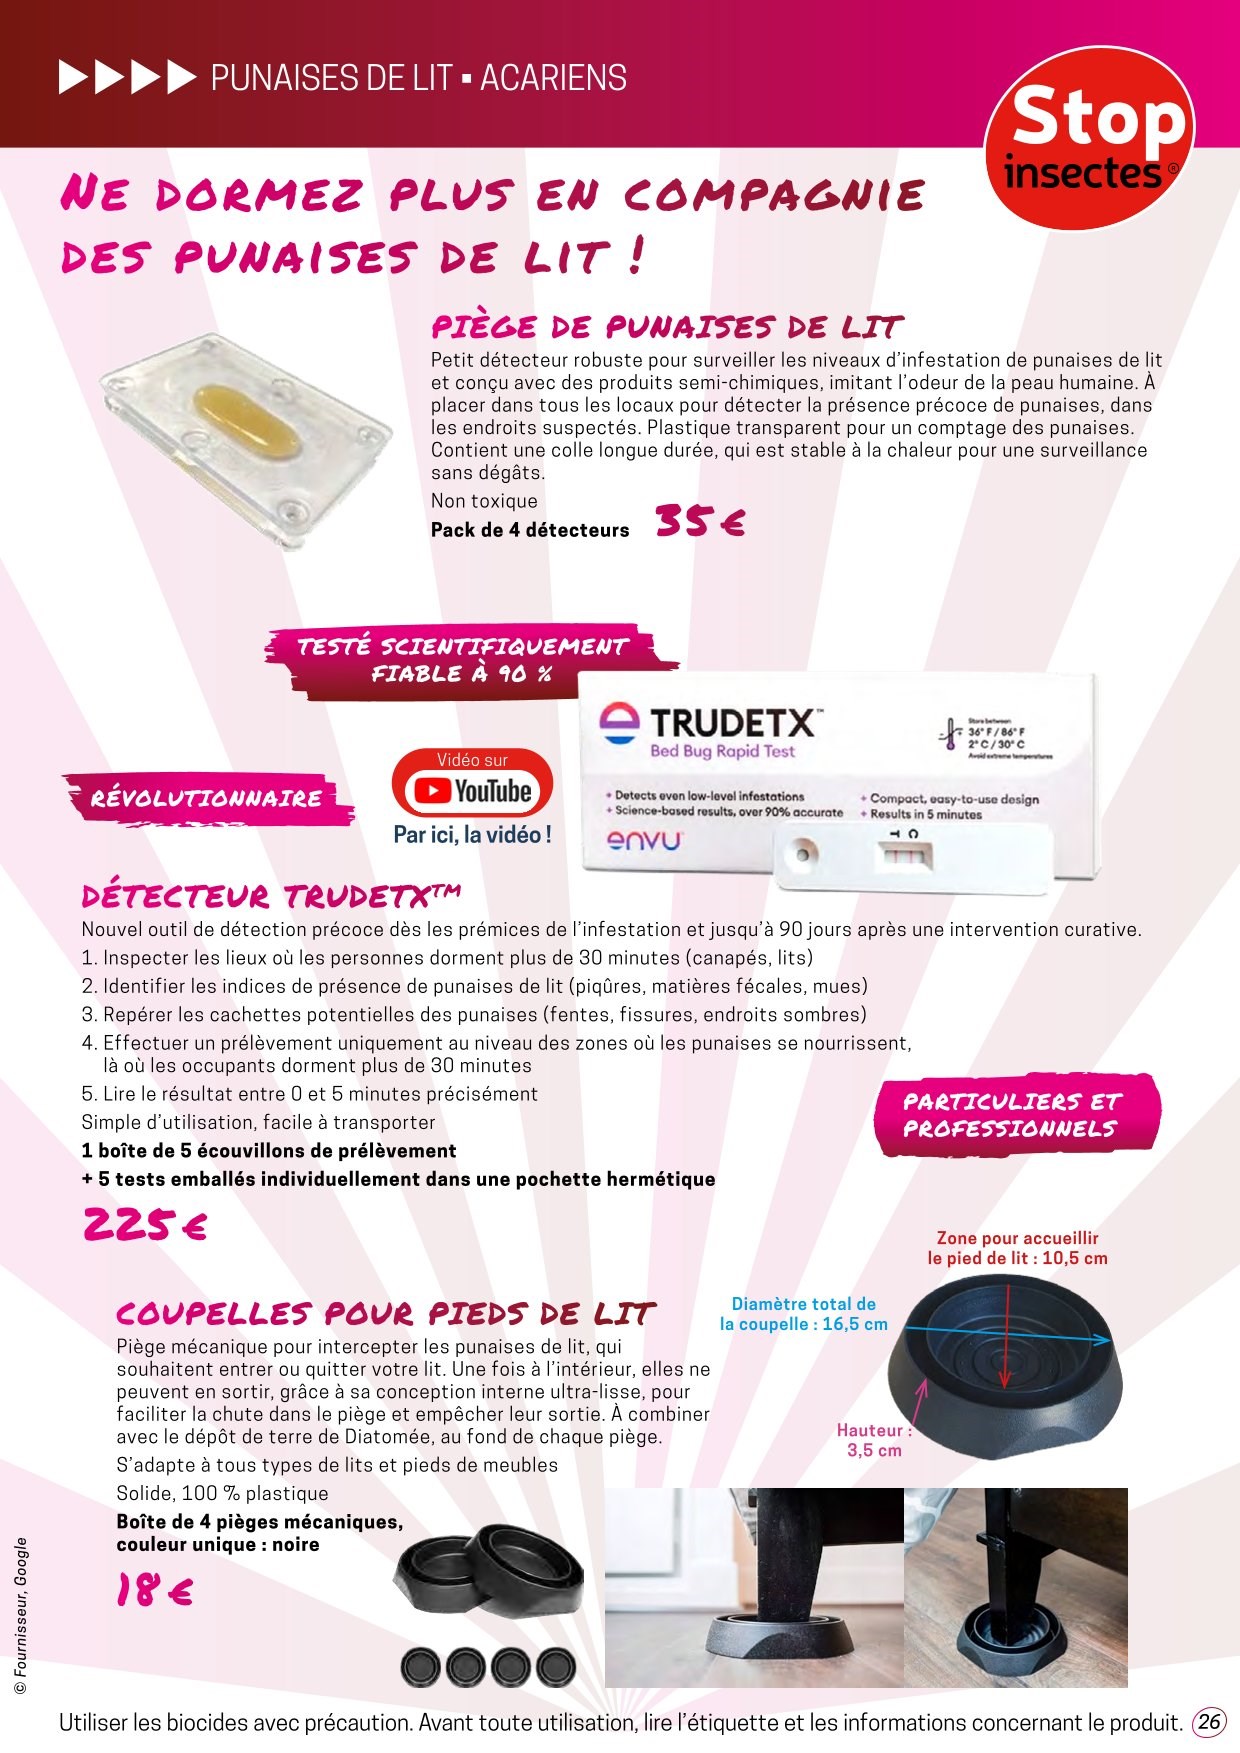 PUNAISES DE LIT ▪ ACARIENS
Stop
insectes®
NE DORMEZ PLUS EN COMPAGNIE
DES PUNAISES DE LIT !
PIÈGE DE PUNAISES DE LIT
Petit détecteur robuste pour surveiller les niveaux d’infestation de punaises de lit
et conçu avec des produits semi-chimiques, imitant l’odeur de la peau humaine. À
placer dans tous les locaux pour détecter la présence précoce de punaises, dans
les endroits suspectés. Plastique transparent pour un comptage des punaises.
Contient une colle longue durée, qui est stable à la chaleur pour une surveillance
sans dégâts.
Non toxique
Pack de 4 détecteurs 35 €
TESTÉ SCIENTIFIQUEMENT
FIABLE À 90 %
TRUDETX™
Bed Bug Rapid Test
Store between
36° F / 86° F
2° C / 30° C
Avoid extreme temperatures
+ Detects even low-level infestations
+ Science-based results, over 90% accurate
+ Compact, easy-to-use design
+ Results in 5 minutes
envu
T C
RÉVOLUTIONNAIRE
Vidéo sur
YouTube
Par ici, la vidéo !
DÉTECTEUR TRUDETX™
Nouvel outil de détection précoce dès les prémices de l’infestation et jusqu’à 90 jours après une intervention curative.
1. Inspecter les lieux où les personnes dorment plus de 30 minutes (canapés, lits)
2. Identifier les indices de présence de punaises de lit (piqûres, matières fécales, mues)
3. Repérer les cachettes potentielles des punaises (fentes, fissures, endroits sombres)
4. Effectuer un prélèvement uniquement au niveau des zones où les punaises se nourrissent,
là où les occupants dorment plus de 30 minutes
5. Lire le résultat entre 0 et 5 minutes précisément
Simple d’utilisation, facile à transporter
1 boîte de 5 écouvillons de prélèvement
+ 5 tests emballés individuellement dans une pochette hermétique
225 €
PARTICULIERS ET
PROFESSIONNELS
COUPELLES POUR PIEDS DE LIT
Piège mécanique pour intercepter les punaises de lit, qui
souhaitent entrer ou quitter votre lit. Une fois à l’intérieur, elles ne
peuvent en sortir, grâce à sa conception interne ultra-lisse, pour
faciliter la chute dans le piège et empêcher leur sortie. À combiner
avec le dépôt de terre de Diatomée, au fond de chaque piège.
S’adapte à tous types de lits et pieds de meubles
Solide, 100 % plastique
Boîte de 4 pièges mécaniques,
couleur unique : noire
18 €
Zone pour accueillir
le pied de lit : 10,5 cm
Diamètre total de
la coupelle : 16,5 cm
Hauteur :
3,5 cm
© Fournisseur, Google
Utiliser les biocides avec précaution. Avant toute utilisation, lire l’étiquette et les informations concernant le produit. 26